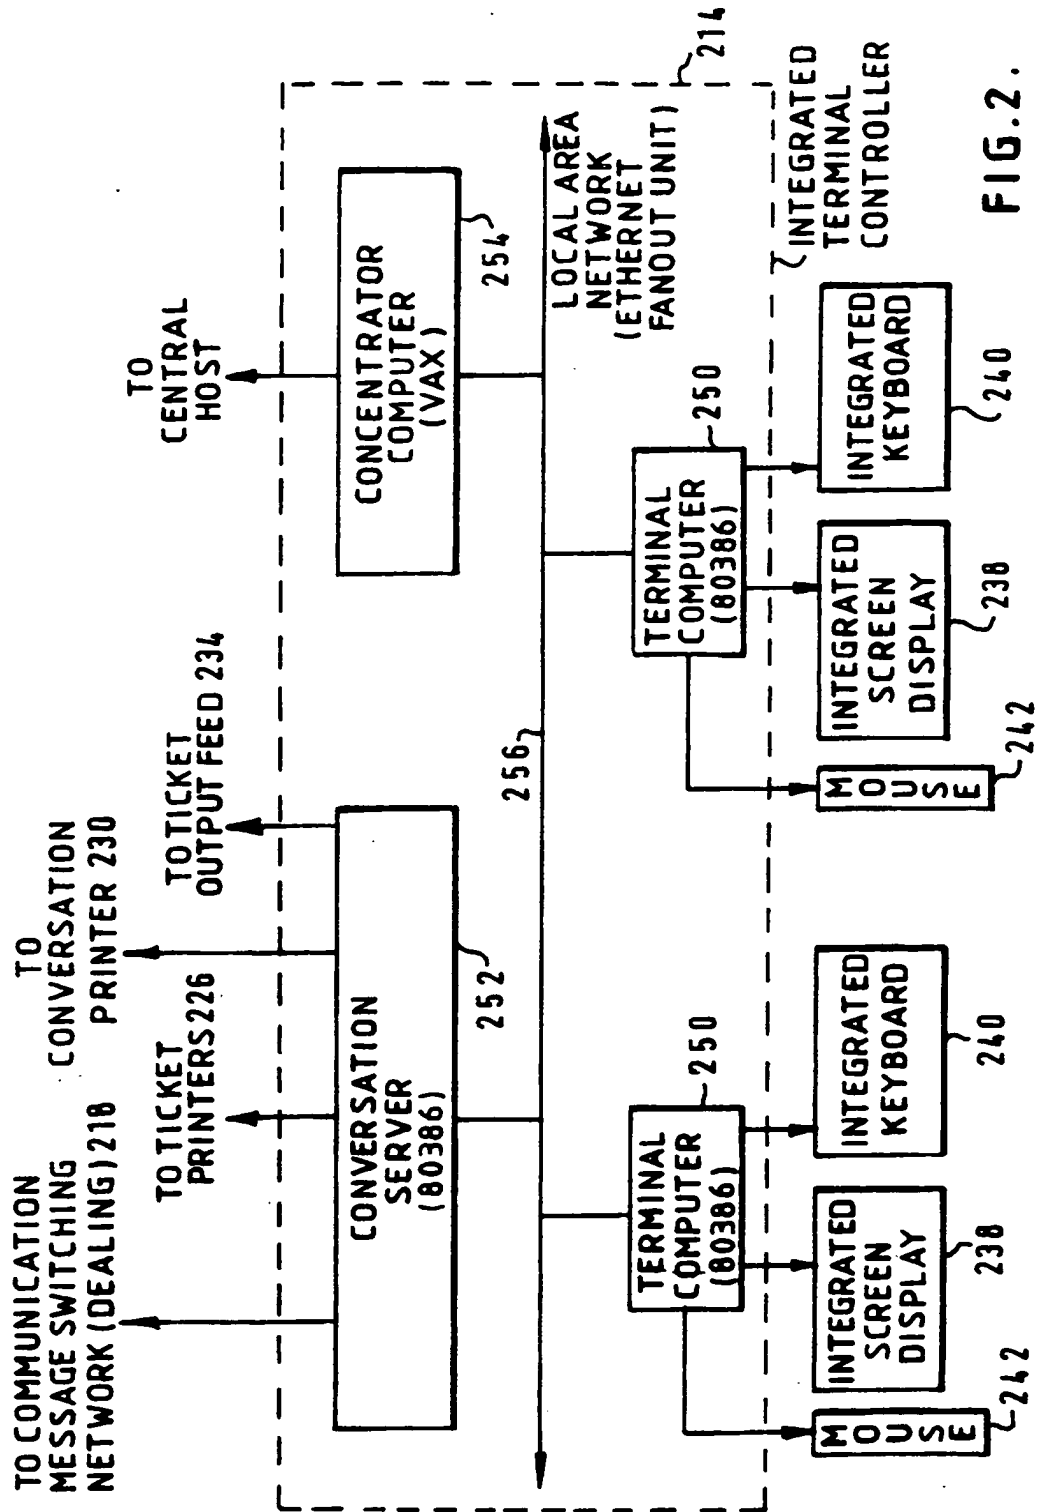 TO COMMUNICATION
MESSAGE SWITCHING
NETWORK (DEALING) 218
TO TICKET
PRINTERS 226
TO
CONVERSATION
PRINTER 230
TO TICKET
OUTPUT FEED 234
TO
CENTRAL
HOST
214
CONVERSATION
SERVER
(80386)
252
CONCENTRATOR
COMPUTER
(VAX)
254
256
LOCAL AREA
NETWORK
(ETHERNET
FANOUT UNIT)
TERMINAL
COMPUTER
(80386)
250
TERMINAL
COMPUTER
(80386)
250
INTEGRATED
TERMINAL
CONTROLLER
MOUSE
242
INTEGRATED
SCREEN
DISPLAY
238
INTEGRATED
KEYBOARD
240
MOUSE
242
INTEGRATED
SCREEN
DISPLAY
238
INTEGRATED
KEYBOARD
240
FIG.2.